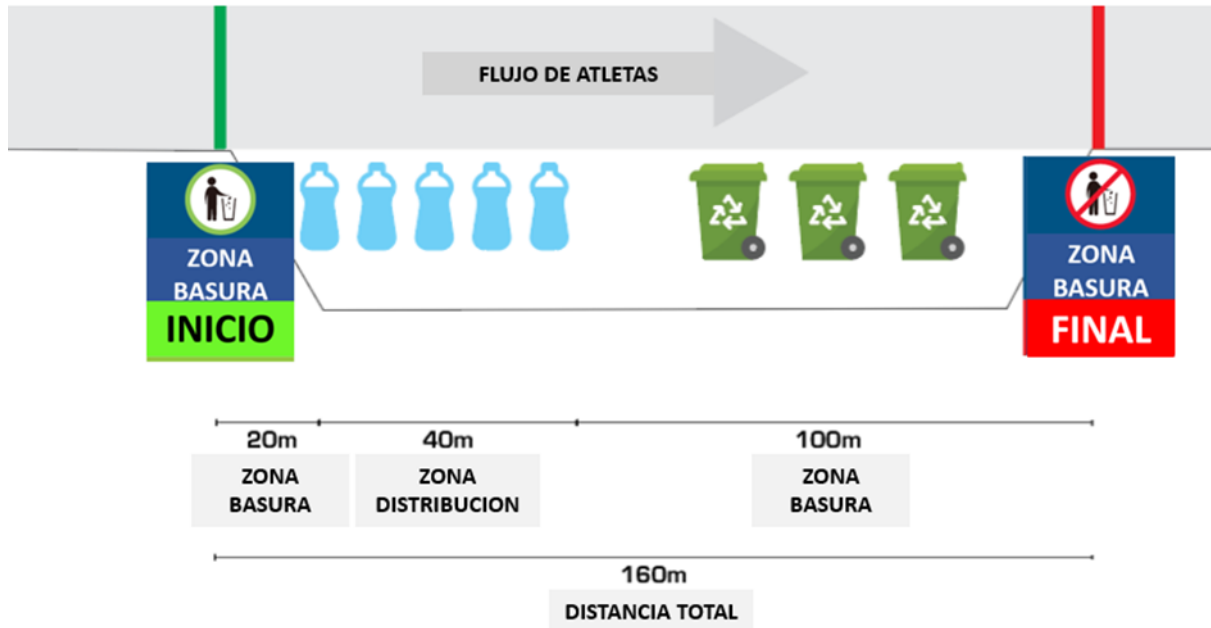 FLUJO DE ATLETAS
ZONA
BASURA
INICIO
ZONA
BASURA
FINAL
20m
40m
100m
ZONA
BASURA
ZONA
DISTRIBUCION
ZONA
BASURA
160m
DISTANCIA TOTAL